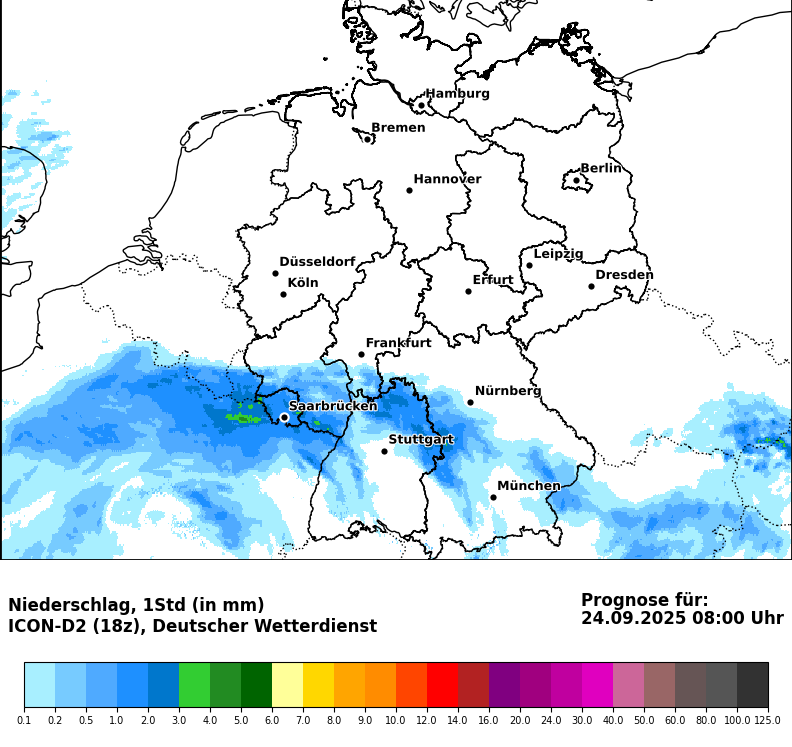 Hamburg
Bremen
Berlin
Hannover
Leipzig
Düsseldorf
Dresden
Köln
Erfurt
Frankfurt
Nürnberg
Saarbrücken
Stuttgart
München
Niederschlag, 1Std (in mm)
ICON-D2 (18z), Deutscher Wetterdienst
Prognose für:
24.09.2025 08:00 Uhr
0.1 0.2 0.5 1.0 2.0 3.0 4.0 5.0 6.0 7.0 8.0 9.0 10.0 12.0 14.0 16.0 20.0 24.0 30.0 40.0 50.0 60.0 80.0 100.0 125.0